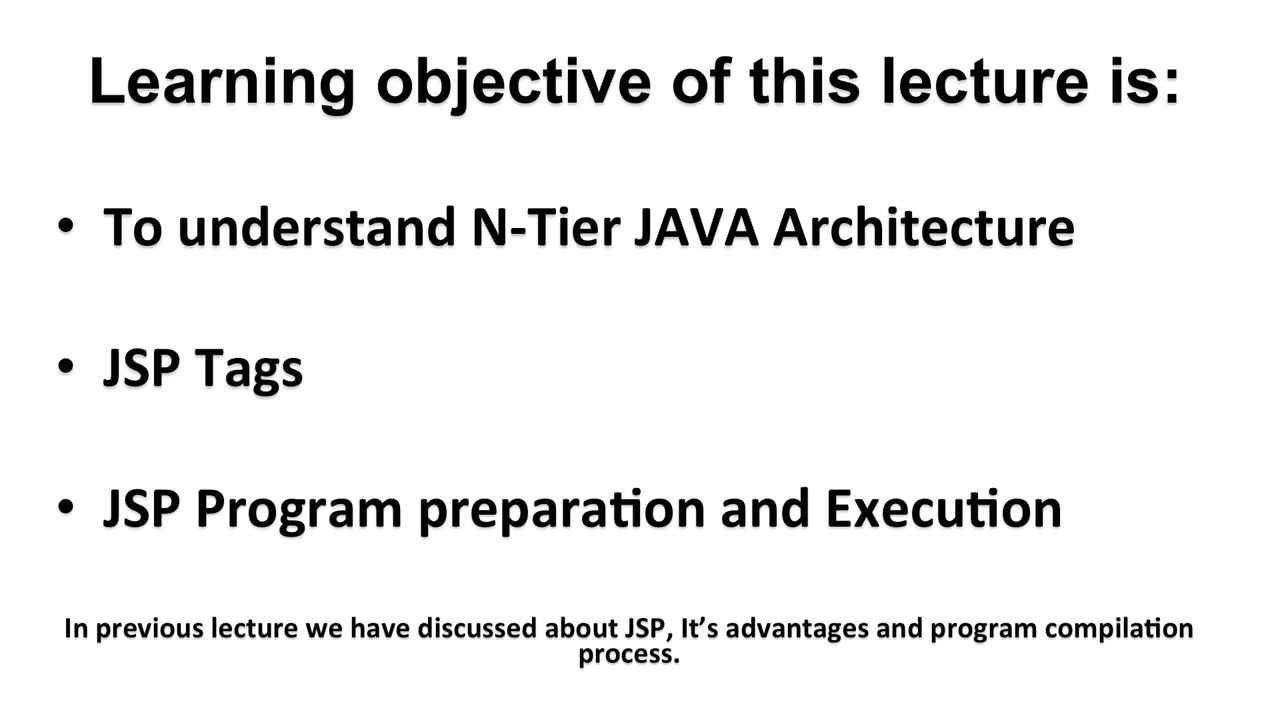 Learning objective of this lecture is:
• To understand N-Tier JAVA Architecture
• JSP Tags
• JSP Program preparation and Execution
In previous lecture we have discussed about JSP, It’s advantages and program compilation
process.